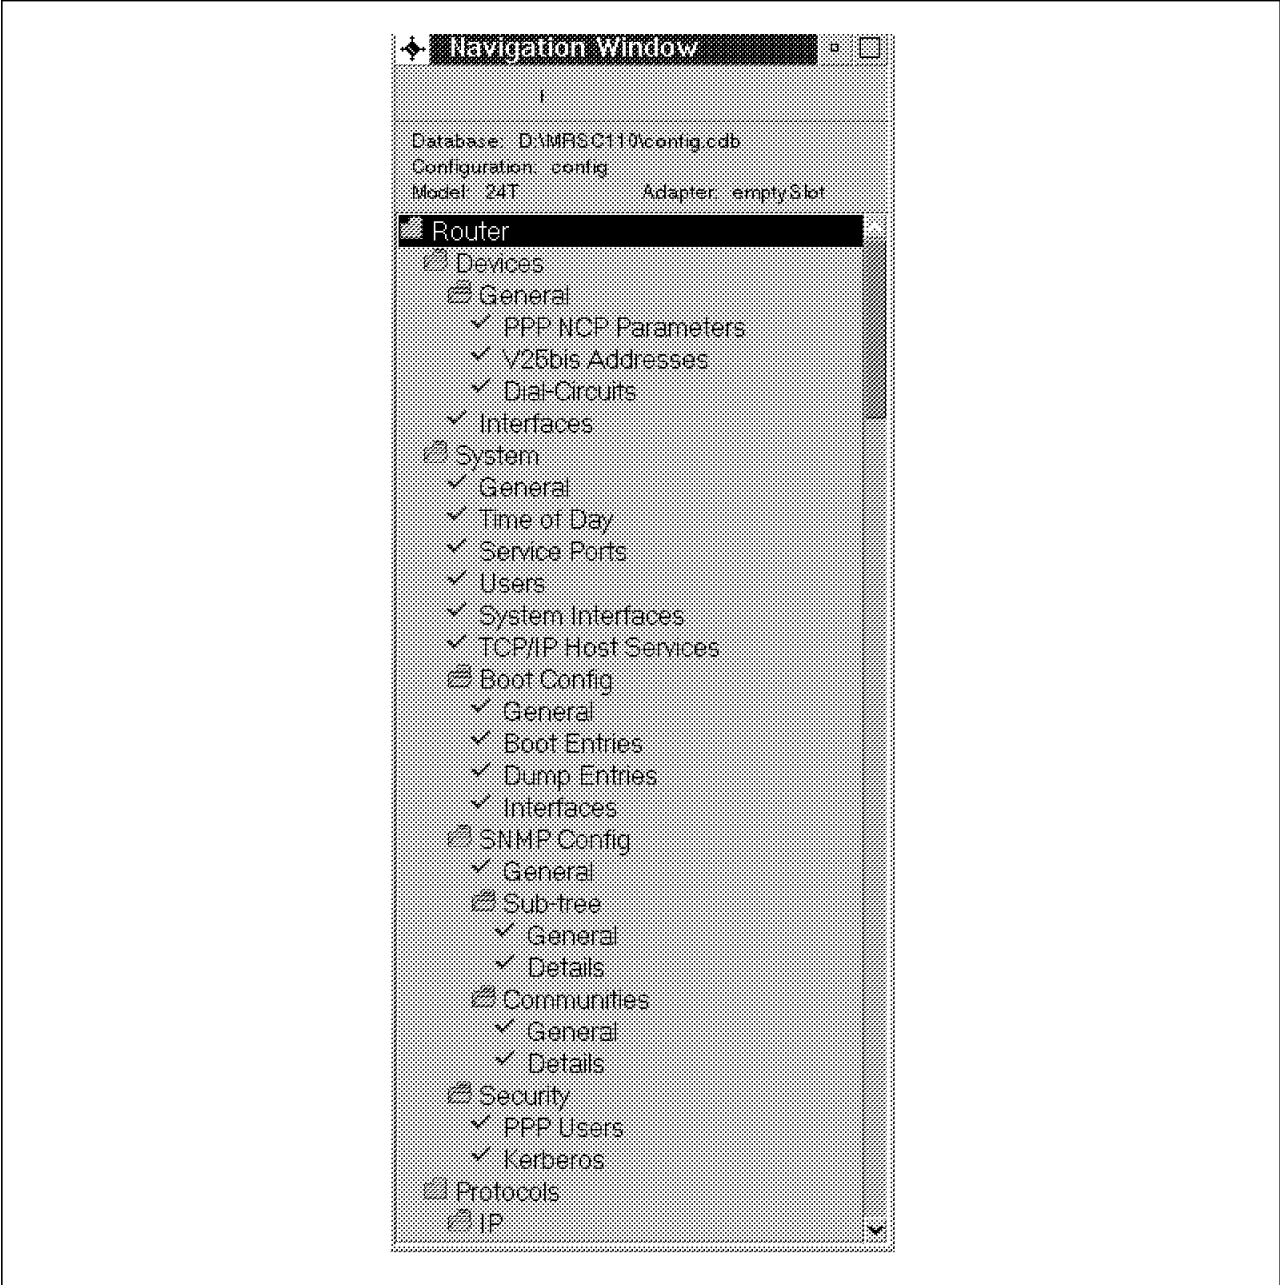 Navigation Window
Database: D:\MRSC110\config.cdb
Configuration: config
Model: 24T Adapter: emptySlot
Router
Devices
General
PPP NCP Parameters
V25bis Addresses
Dial-Circuits
Interfaces
System
General
Time of Day
Service Ports
Users
System Interfaces
TCP/IP Host Services
Boot Config
General
Boot Entries
Dump Entries
Interfaces
SNMP Config
General
Sub-tree
General
Details
Communities
General
Details
Security
PPP Users
Kerberos
Protocols
IP